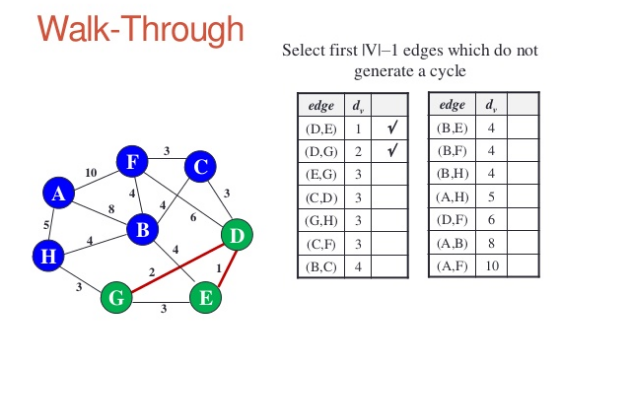 Walk-Through
Select first |V|–1 edges which do not
generate a cycle
edge dᵥ
(D,E) 1 √
(D,G) 2 √
(E,G) 3
(C,D) 3
(G,H) 3
(C,F) 3
(B,C) 4
edge dᵥ
(B,E) 4
(B,F) 4
(B,H) 4
(A,H) 5
(D,F) 6
(A,B) 8
(A,F) 10
3
F
C
10
A
4
4
3
8
6
5
B
D
4
4
H
2
1
3
G
E
3